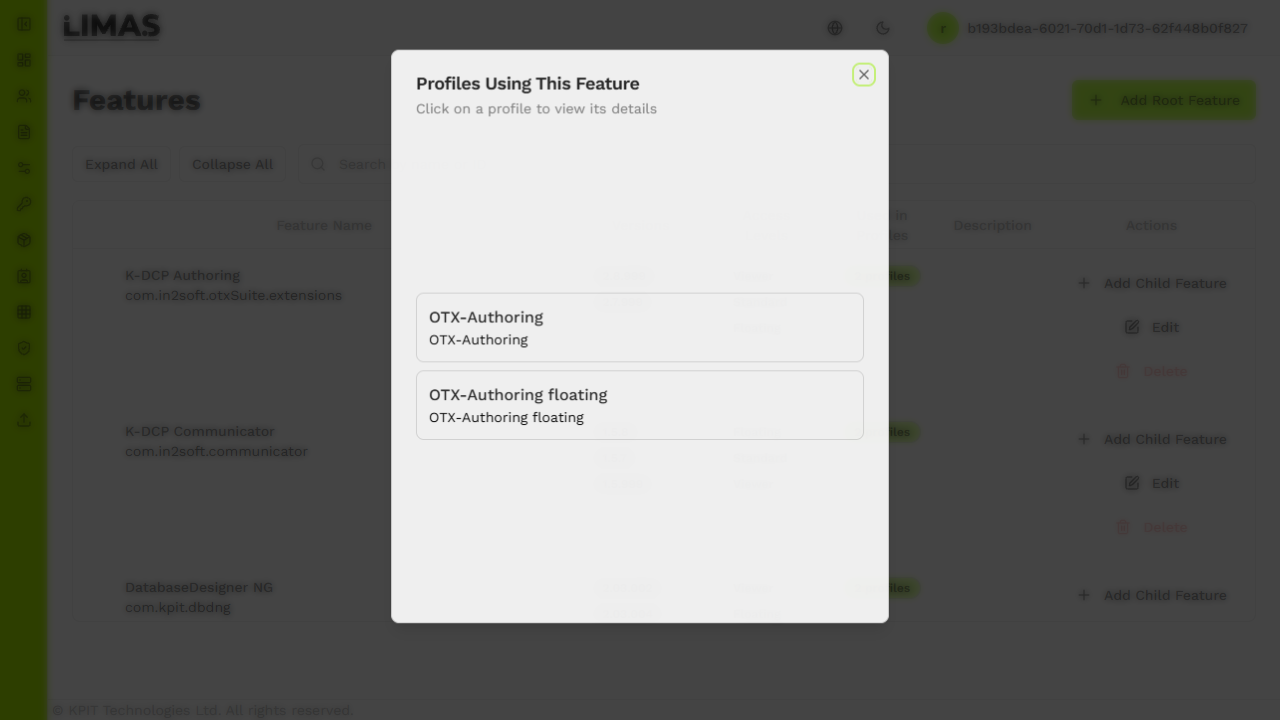 LIMAS
r
b193bdea-6021-70d1-1d73-62f448b0f827
Features
Add Root Feature
Expand All
Collapse All
Search
Profiles Using This Feature
Click on a profile to view its details
OTX-Authoring
OTX-Authoring
OTX-Authoring floating
OTX-Authoring floating
Feature Name
Description
Actions
K-DCP Authoring
com.in2soft.otxSuite.extensions
Add Child Feature
Edit
Delete
K-DCP Communicator
com.in2soft.communicator
Add Child Feature
Edit
Delete
DatabaseDesigner NG
com.kpit.dbdng
Add Child Feature
© KPIT Technologies Ltd. All rights reserved.